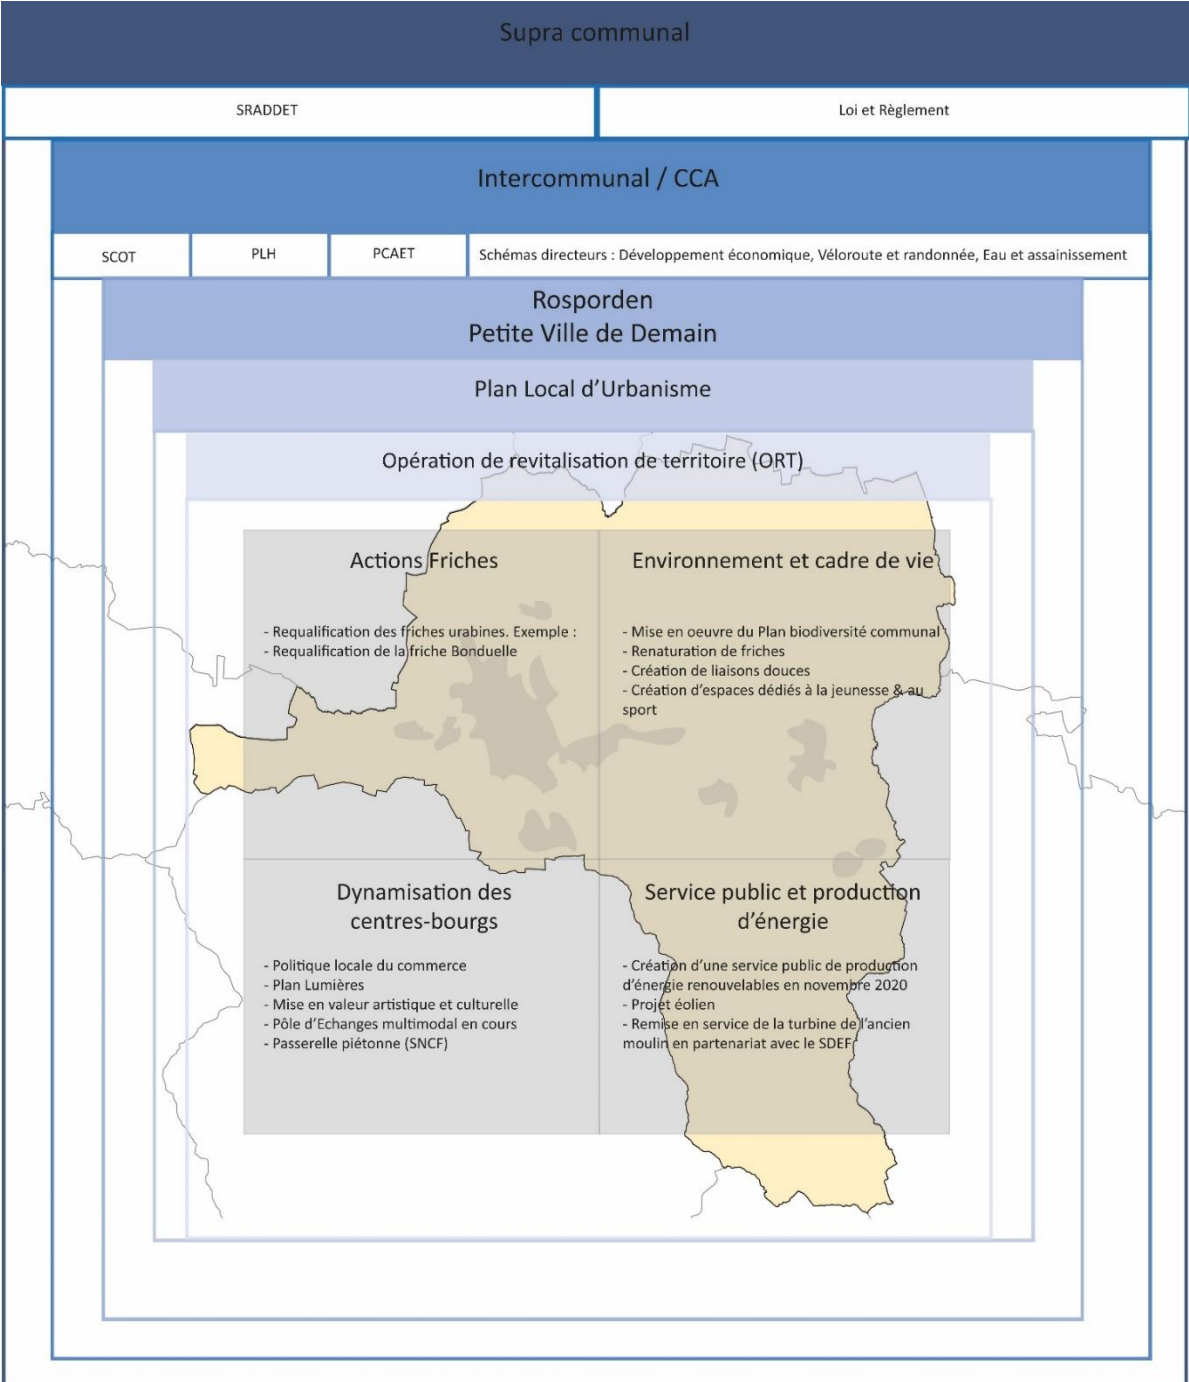 Supra communal
SRADDET
Loi et Règlement
Intercommunal / CCA
SCOT
PLH
PCAET
Schémas directeurs : Développement économique, Véloroute et randonnée, Eau et assainissement
Rosporden
Petite Ville de Demain
Plan Local d’Urbanisme
Opération de revitalisation de territoire (ORT)
Actions Friches
- Requalification des friches urabines. Exemple :
- Requalification de la friche Bonduelle
Environnement et cadre de vie
- Mise en oeuvre du Plan biodiversité communal
- Renaturation de friches
- Création de liaisons douces
- Création d’espaces dédiés à la jeunesse & au
sport
Dynamisation des
centres-bourgs
- Politique locale du commerce
- Plan Lumières
- Mise en valeur artistique et culturelle
- Pôle d’Echanges multimodal en cours
- Passerelle piétonne (SNCF)
Service public et production
d’énergie
- Création d’une service public de production
d’énergie renouvelables en novembre 2020
- Projet éolien
- Remise en service de la turbine de l’ancien
moulin en partenariat avec le SDEF